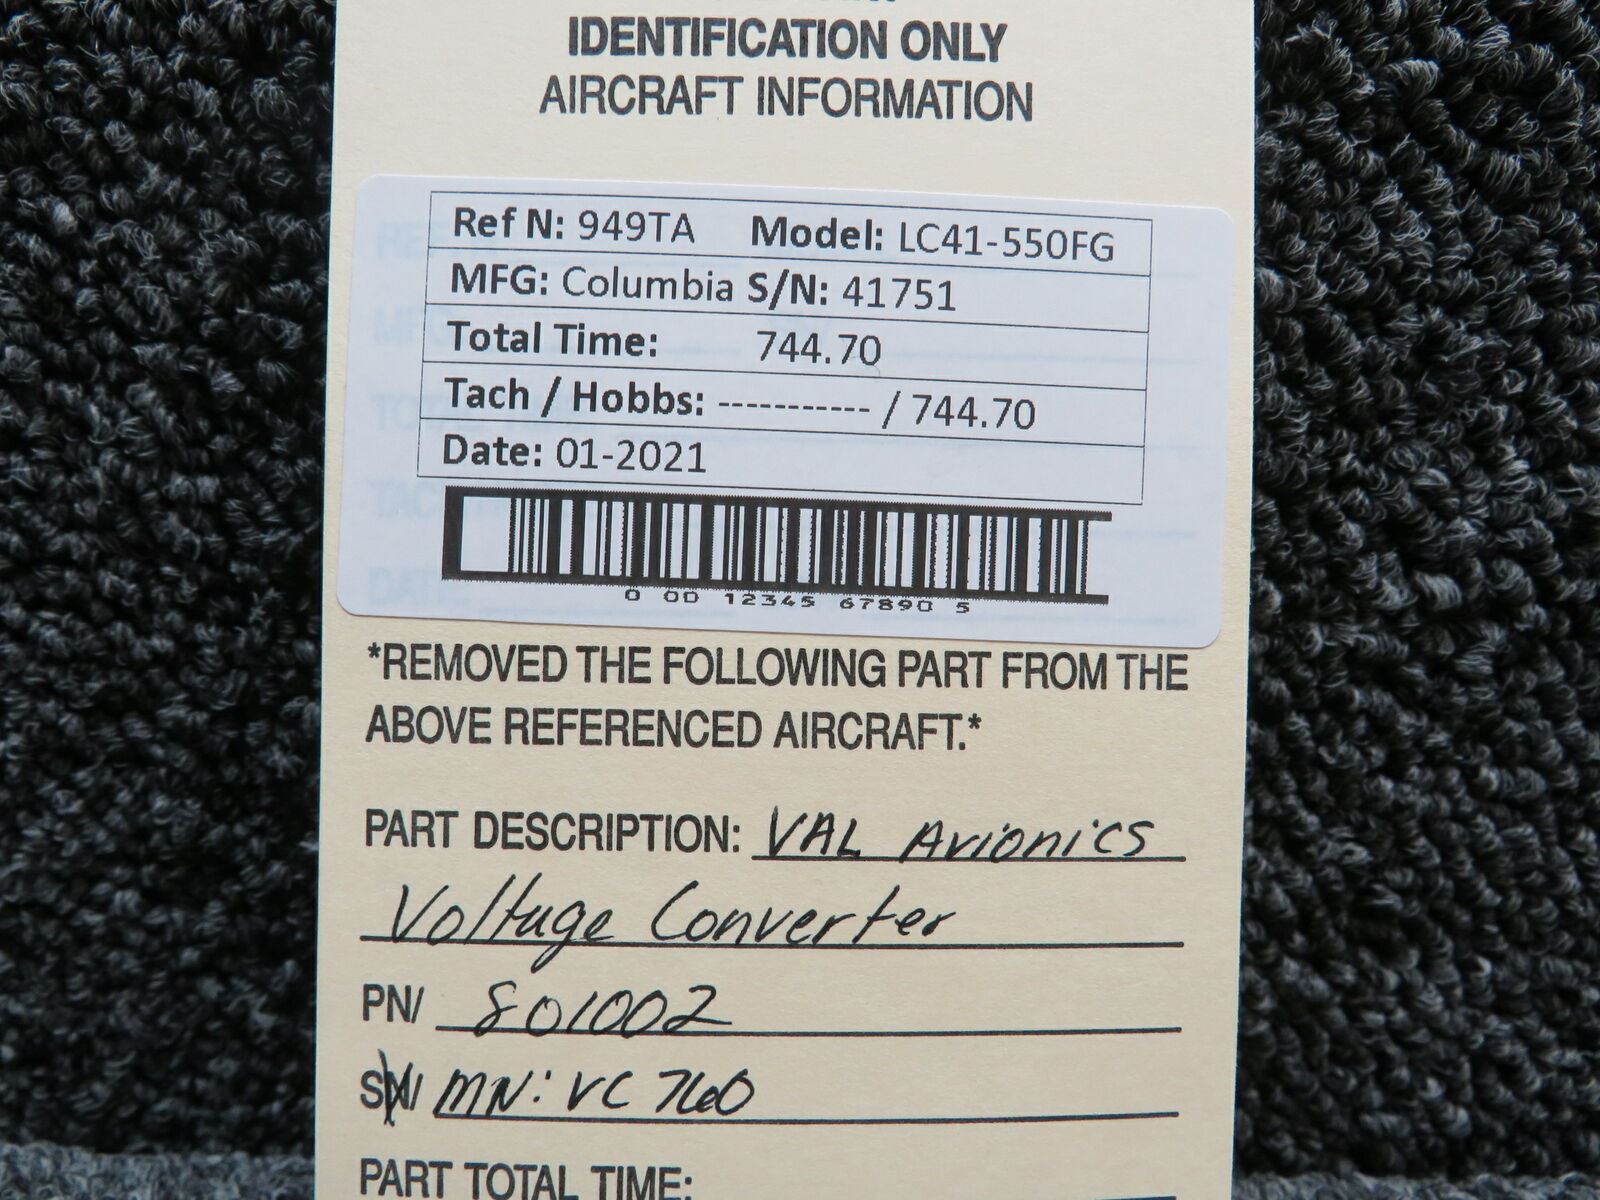 IDENTIFICATION ONLY
AIRCRAFT INFORMATION
Ref N: 949TA Model: LC41-550FG
MFG: Columbia S/N: 41751
Total Time: 744.70
Tach / Hobbs: ----------- / 744.70
Date: 01-2021
0 00 12345 67890 5
*REMOVED THE FOLLOWING PART FROM THE
ABOVE REFERENCED AIRCRAFT.*
PART DESCRIPTION: VAL Avionics
Voltage Converter
PN/ 801002
SN/ MN: VC 760
PART TOTAL TIME: